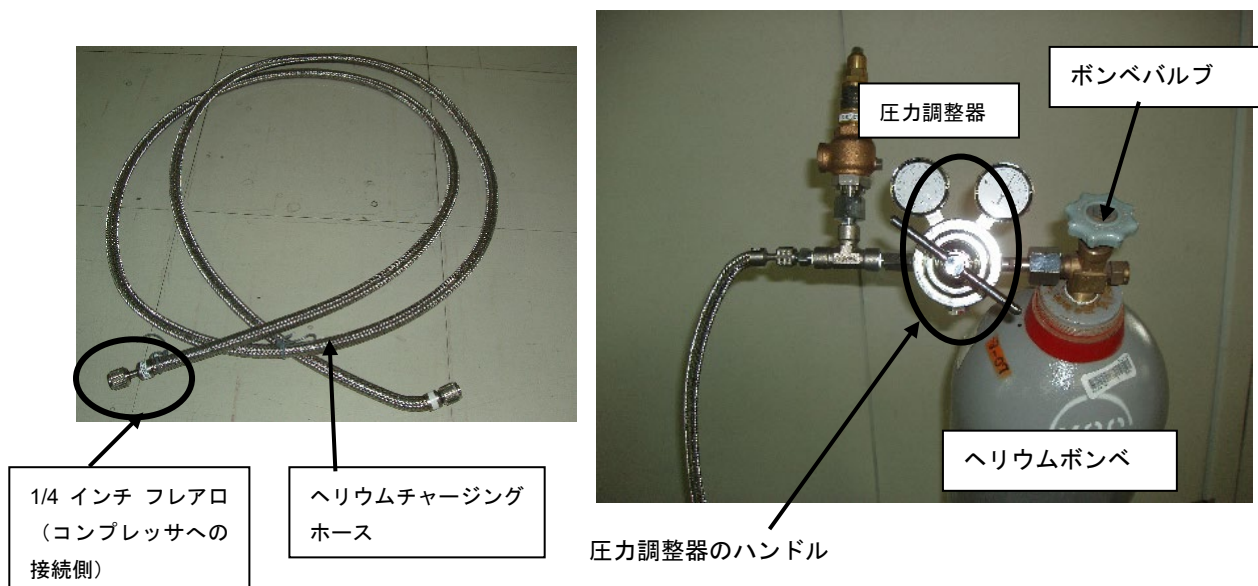 ボンベバルブ
圧力調整器
ヘリウムボンベ
1/4 インチ フレアロ
（コンプレッサへの
接続側）
ヘリウムチャージング
ホース
圧力調整器のハンドル